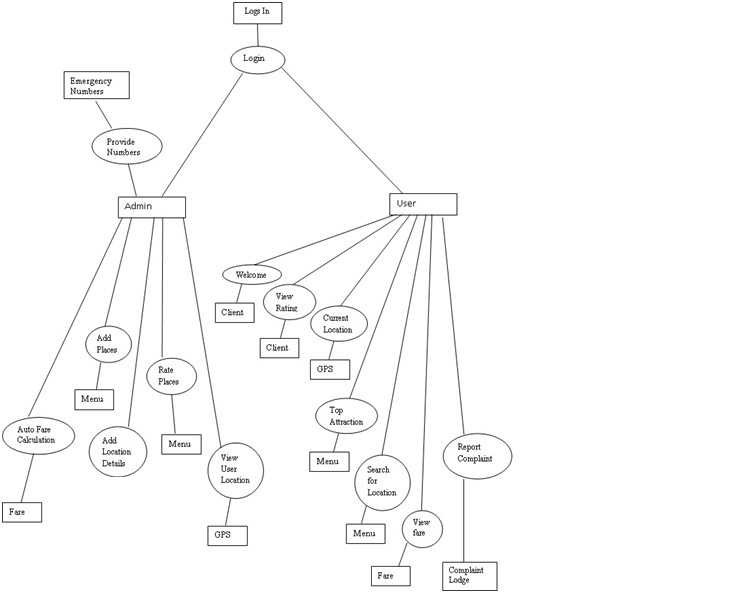 Logs In
Login
Emergency
Numbers
Provide
Numbers
Admin
User
Welcome
Client
View
Rating
Client
Current
Location
GPS
Add
Places
Menu
Rate
Places
Menu
Top
Attraction
Menu
Auto Fare
Calculation
Fare
Add
Location
Details
View
User
Location
GPS
Search
for
Location
Menu
View
fare
Fare
Report
Complaint
Complaint
Lodge